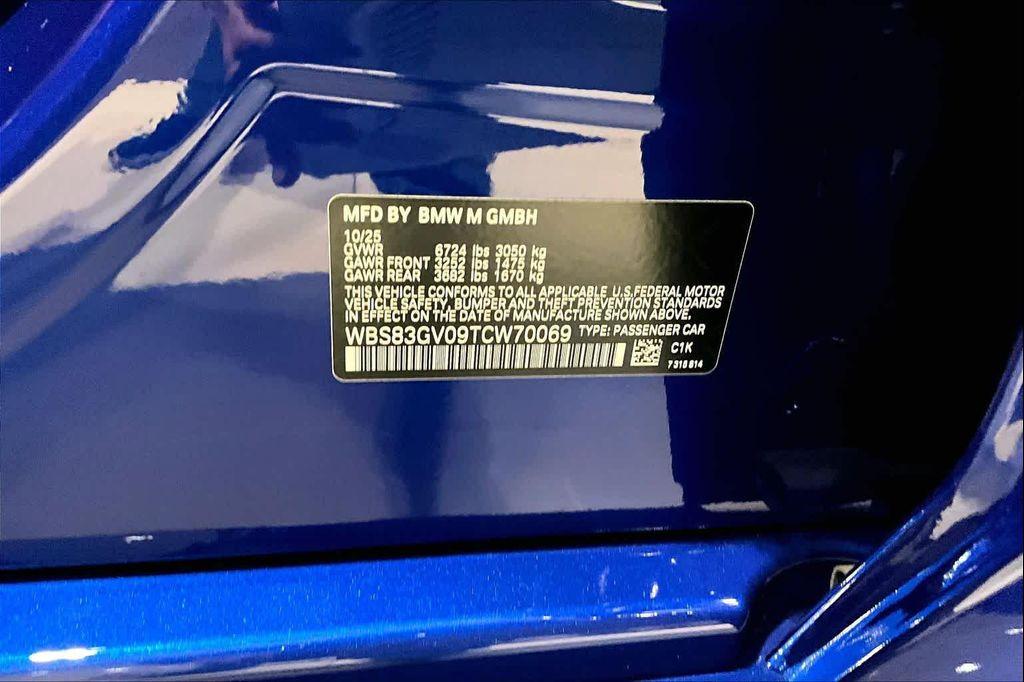 MFD BY BMW M GMBH
10/25
GVWR 6724 lbs 3050 kg
GAWR FRONT 3252 lbs 1475 kg
GAWR REAR 3682 lbs 1670 kg
THIS VEHICLE CONFORMS TO ALL APPLICABLE U.S.FEDERAL MOTOR
VEHICLE SAFETY, BUMPER AND THEFT PREVENTION STANDARDS
IN EFFECT ON THE DATE OF MANUFACTURE SHOWN ABOVE.
WBS83GV09TCW70069 TYPE: PASSENGER CAR
C1K
7316814